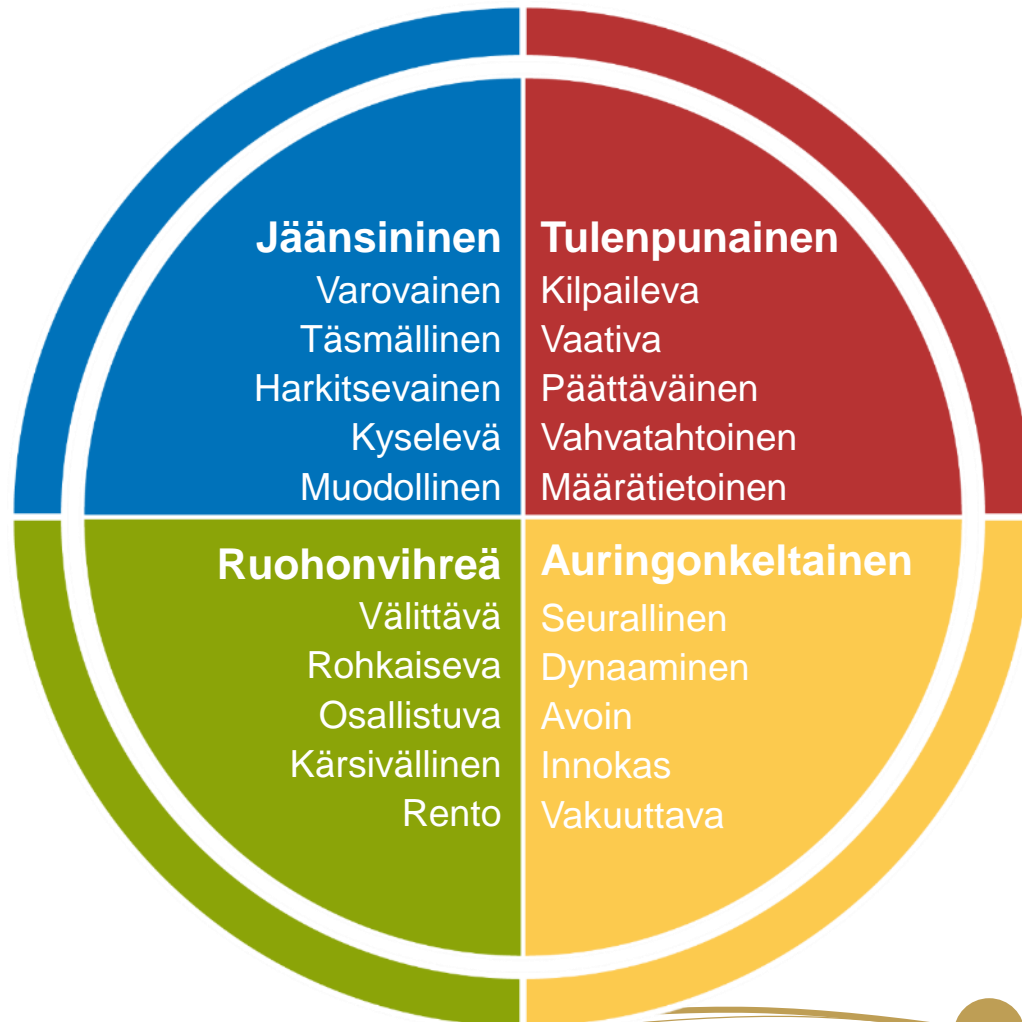 Jäänsininen
Varovainen
Täsmällinen
Harkitsevainen
Kyselevä
Muodollinen
Tulenpunainen
Kilpaileva
Vaativa
Päättäväinen
Vahvatahtoinen
Määrätietoinen
Ruohonvihreä
Välittävä
Rohkaiseva
Osallistuva
Kärsivällinen
Rento
Auringonkeltainen
Seurallinen
Dynaaminen
Avoin
Innokas
Vakuuttava